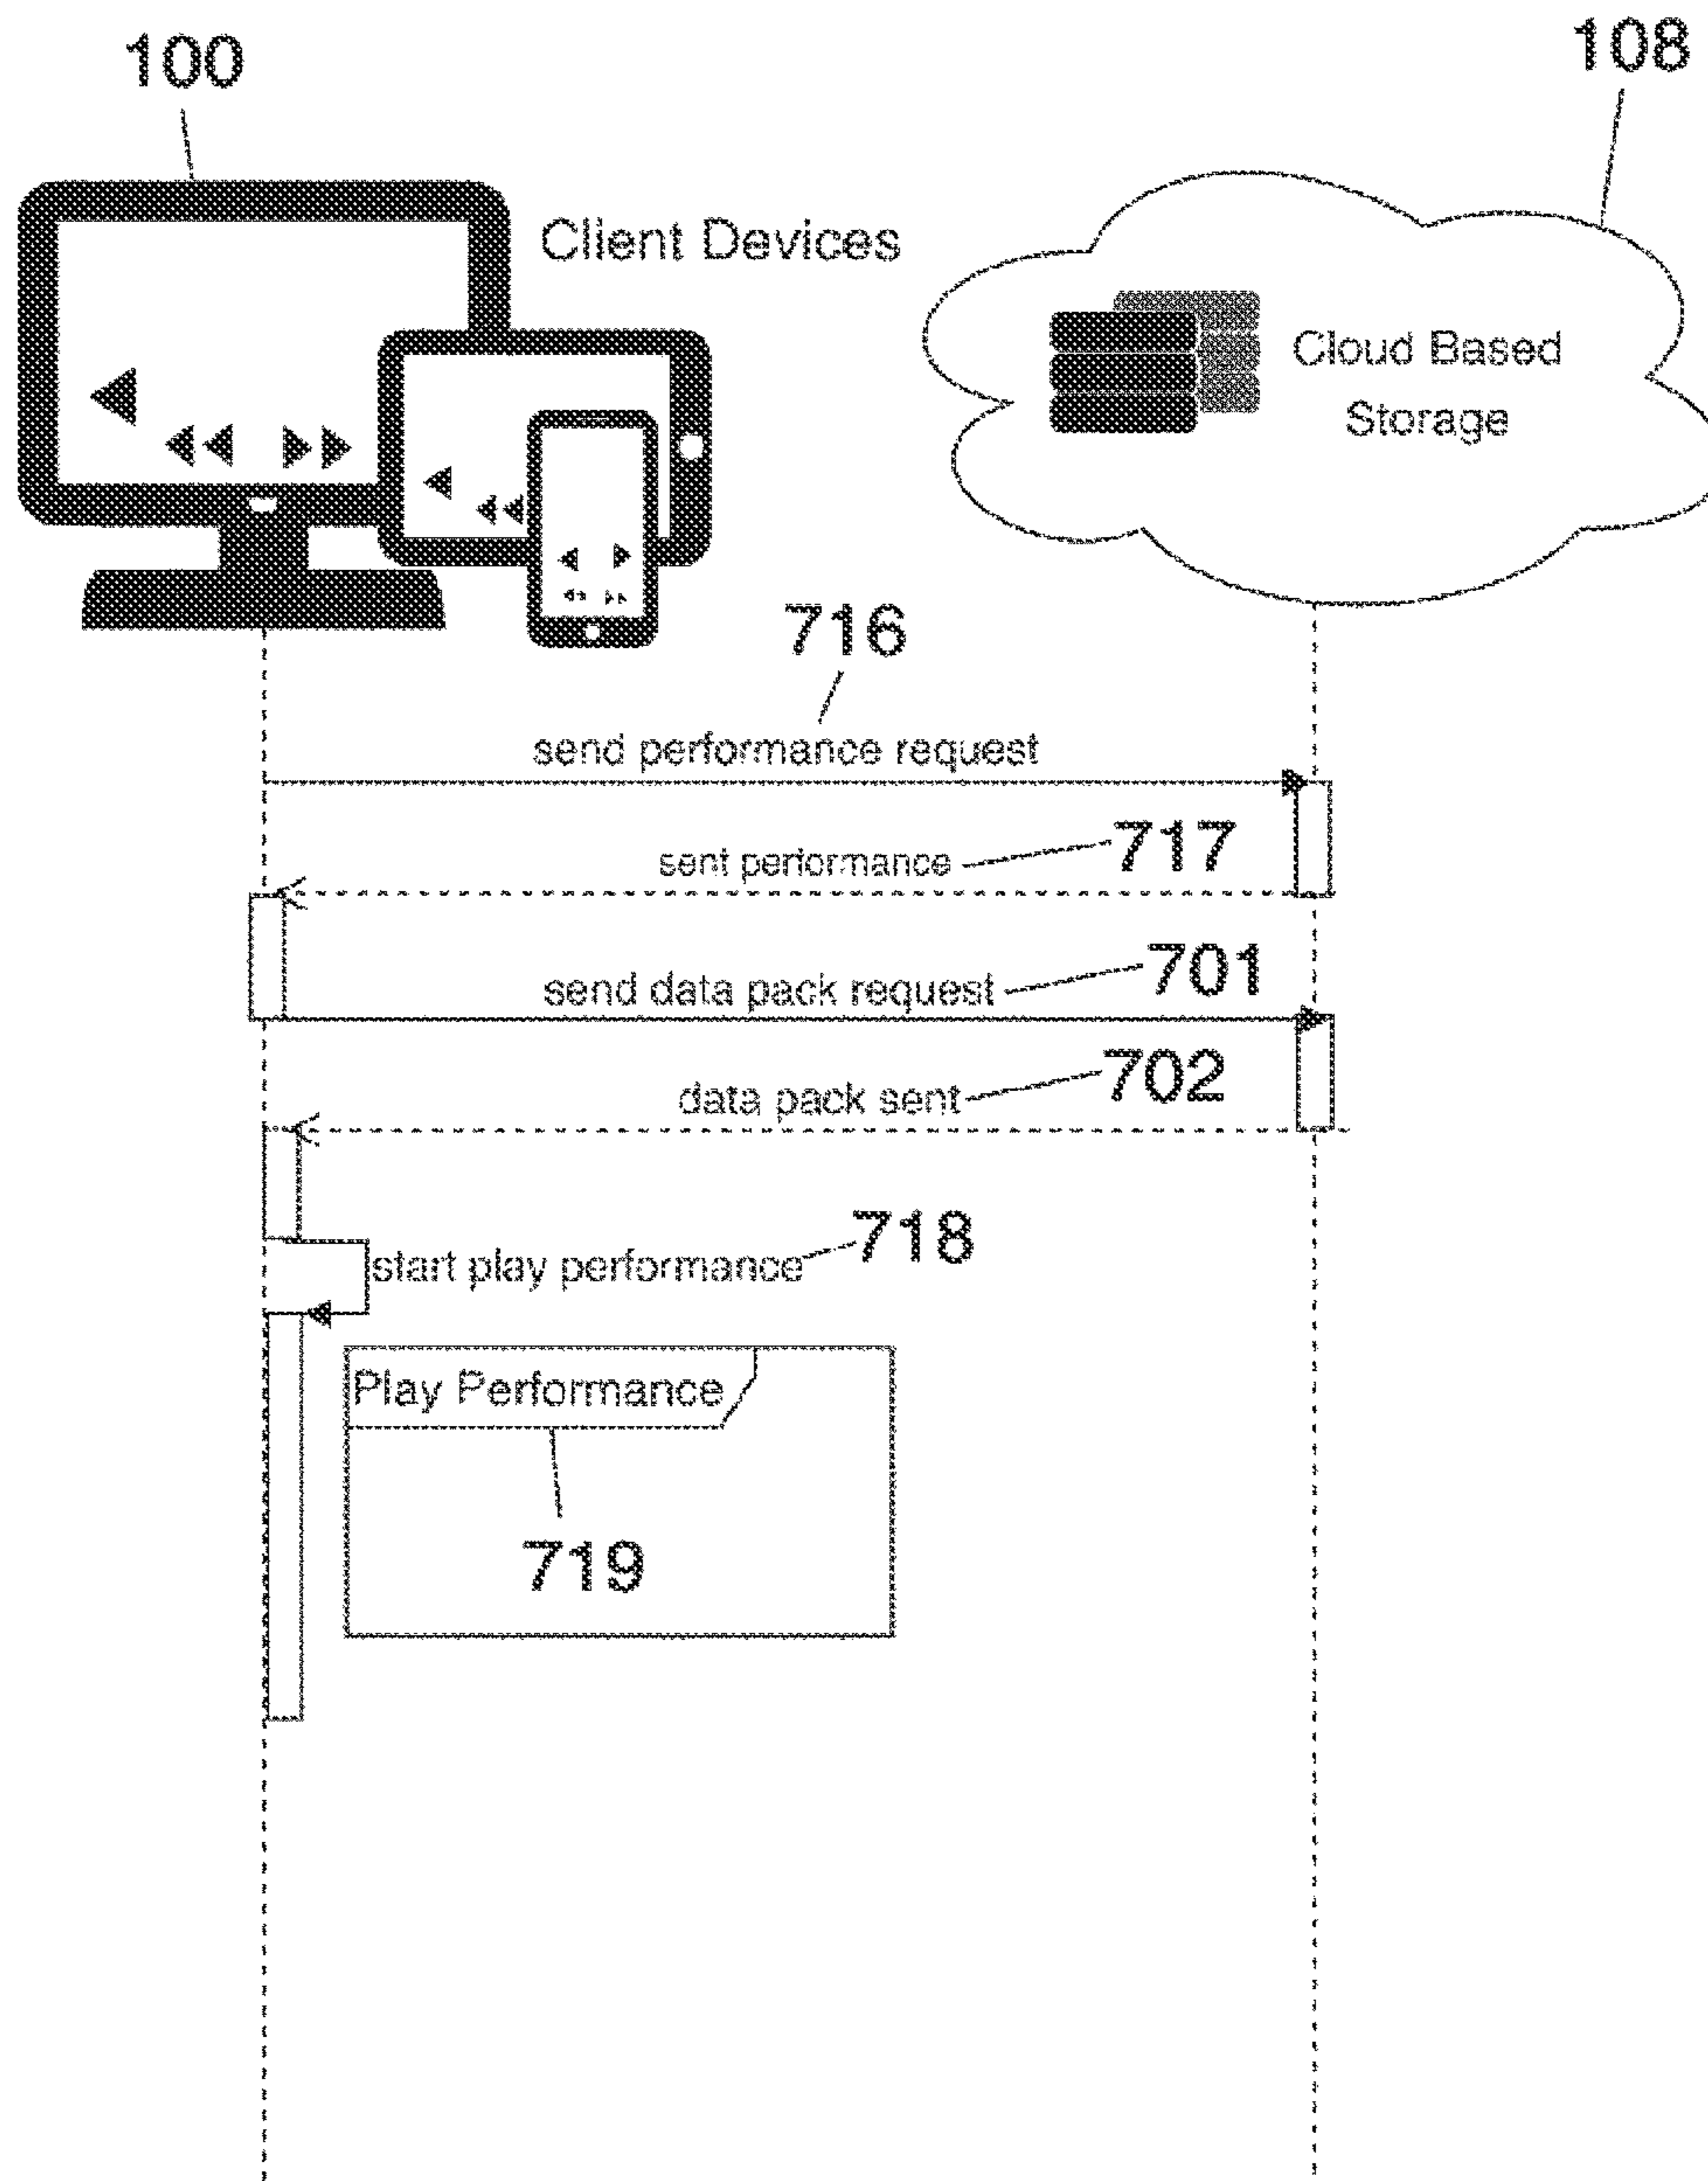 100
108
Client Devices
Cloud Based
Storage
716
send performance request
717
sent performance
701
send data pack request
702
data pack sent
718
start play performance
Play Performance
719